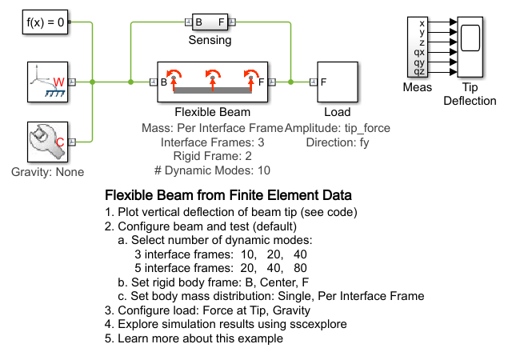 f(x) = 0
B F
Sensing
W
C
Gravity: None
B F
Flexible Beam
Mass: Per Interface Frame
Interface Frames: 3
Rigid Frame: 2
# Dynamic Modes: 10
F
Load
Amplitude: tip_force
Direction: fy
x
y
z
qx
qy
qz
Meas
Tip
Deflection
Flexible Beam from Finite Element Data
1. Plot vertical deflection of beam tip (see code)
2. Configure beam and test (default)
a. Select number of dynamic modes:
3 interface frames: 10, 20, 40
5 interface frames: 20, 40, 80
b. Set rigid body frame: B, Center, F
c. Set body mass distribution: Single, Per Interface Frame
3. Configure load: Force at Tip, Gravity
4. Explore simulation results using sscexplore
5. Learn more about this example